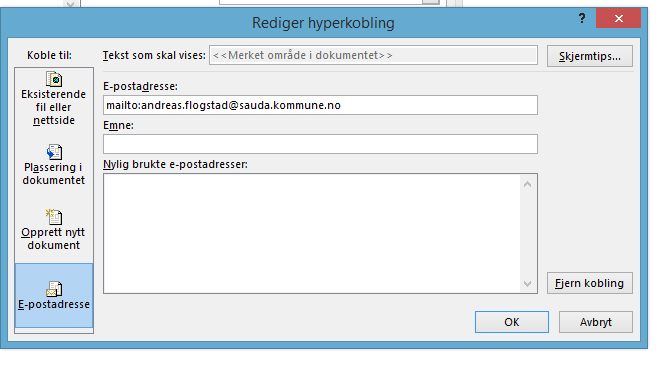 Rediger hyperkobling
?
Koble til:
Tekst som skal vises:
<<Merket område i dokumentet>>
Skjermtips...
Eksisterende
fil eller
nettside
Plassering i
dokumentet
Opprett nytt
dokument
E-postadresse
E-postadresse:
mailto:andreas.flogstad@sauda.kommune.no
Emne:
Nylig brukte e-postadresser:
Fjern kobling
OK
Avbryt